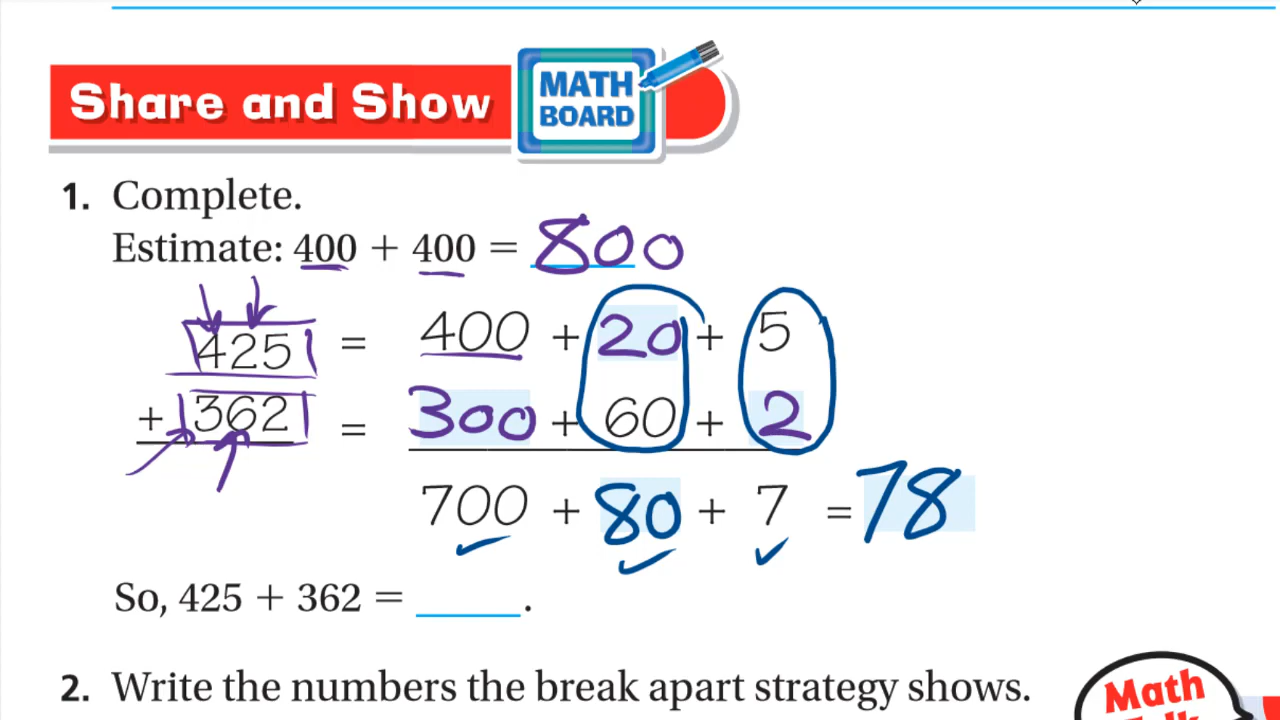 Share and Show
MATH
BOARD
1. Complete.
Estimate: 400 + 400 = 800
425 = 400 + 20 + 5
+ 362 = 300 + 60 + 2
700 + 80 + 7 = 78
So, 425 + 362 = ____.
2. Write the numbers the break apart strategy shows.
Math